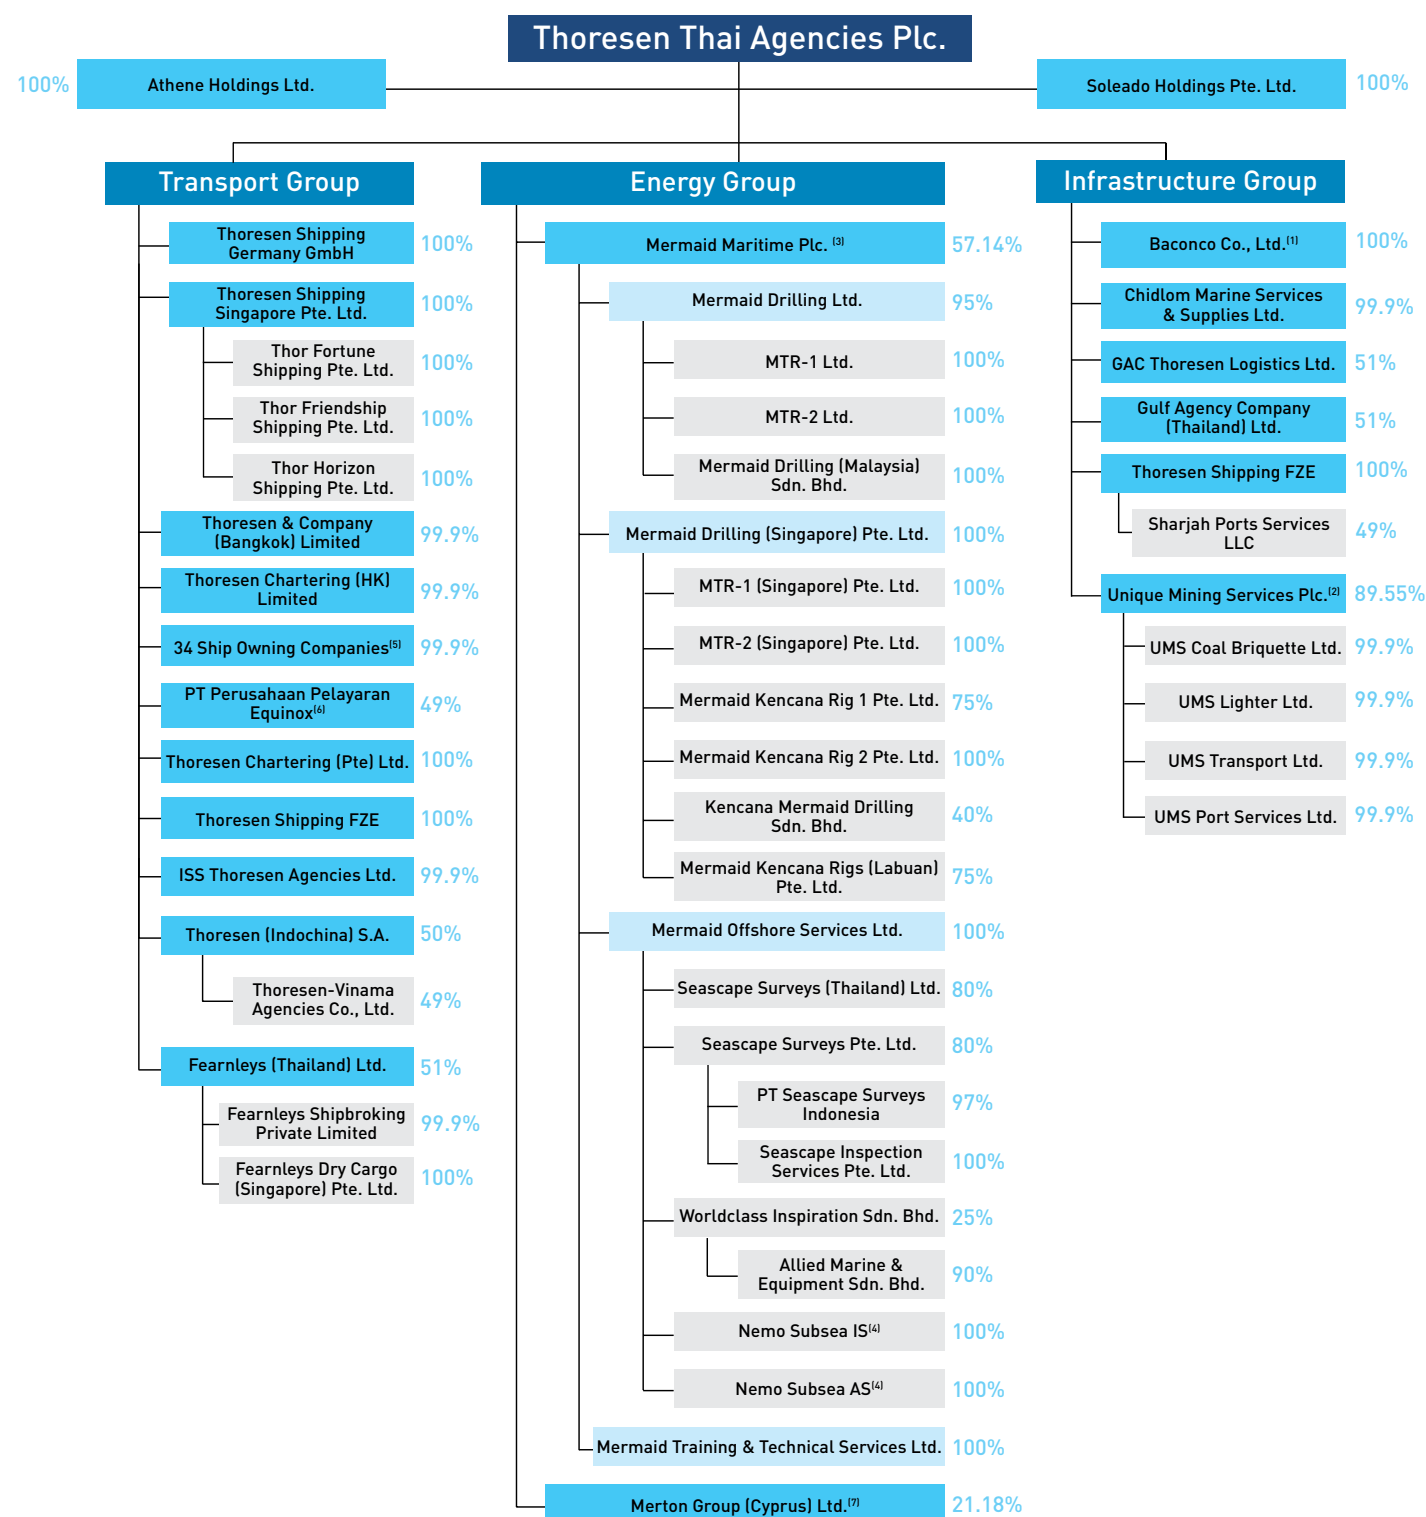 Thoresen Thai Agencies Plc.
100%
Athene Holdings Ltd.
Soleado Holdings Pte. Ltd.
100%
Transport Group
Thoresen Shipping
Germany GmbH
100%
Thoresen Shipping
Singapore Pte. Ltd.
100%
Thor Fortune
Shipping Pte. Ltd.
100%
Thor Friendship
Shipping Pte. Ltd.
100%
Thor Horizon
Shipping Pte. Ltd.
100%
Thoresen & Company
(Bangkok) Limited
99.9%
Thoresen Chartering (HK)
Limited
99.9%
34 Ship Owning Companies(5)
99.9%
PT Perusahaan Pelayaran
Equinox(6)
49%
Thoresen Chartering (Pte) Ltd.
100%
Thoresen Shipping FZE
100%
ISS Thoresen Agencies Ltd.
99.9%
Thoresen (Indochina) S.A.
50%
Thoresen-Vinama
Agencies Co., Ltd.
49%
Fearnleys (Thailand) Ltd.
51%
Fearnleys Shipbroking
Private Limited
99.9%
Fearnleys Dry Cargo
(Singapore) Pte. Ltd.
100%
Energy Group
Mermaid Maritime Plc. (3)
57.14%
Mermaid Drilling Ltd.
95%
MTR-1 Ltd.
100%
MTR-2 Ltd.
100%
Mermaid Drilling (Malaysia)
Sdn. Bhd.
100%
Mermaid Drilling (Singapore) Pte. Ltd.
100%
MTR-1 (Singapore) Pte. Ltd.
100%
MTR-2 (Singapore) Pte. Ltd.
100%
Mermaid Kencana Rig 1 Pte. Ltd.
75%
Mermaid Kencana Rig 2 Pte. Ltd.
100%
Kencana Mermaid Drilling
Sdn. Bhd.
40%
Mermaid Kencana Rigs (Labuan)
Pte. Ltd.
75%
Mermaid Offshore Services Ltd.
100%
Seascape Surveys (Thailand) Ltd.
80%
Seascape Surveys Pte. Ltd.
80%
PT Seascape Surveys
Indonesia
97%
Seascape Inspection
Services Pte. Ltd.
100%
Worldclass Inspiration Sdn. Bhd.
25%
Allied Marine &
Equipment Sdn. Bhd.
90%
Nemo Subsea IS(4)
100%
Nemo Subsea AS(4)
100%
Mermaid Training & Technical Services Ltd.
100%
Merton Group (Cyprus) Ltd.(7)
21.18%
Infrastructure Group
Baconco Co., Ltd.(1)
100%
Chidlom Marine Services
& Supplies Ltd.
99.9%
GAC Thoresen Logistics Ltd.
51%
Gulf Agency Company
(Thailand) Ltd.
51%
Thoresen Shipping FZE
100%
Sharjah Ports Services
LLC
49%
Unique Mining Services Plc.(2)
89.55%
UMS Coal Briquette Ltd.
99.9%
UMS Lighter Ltd.
99.9%
UMS Transport Ltd.
99.9%
UMS Port Services Ltd.
99.9%